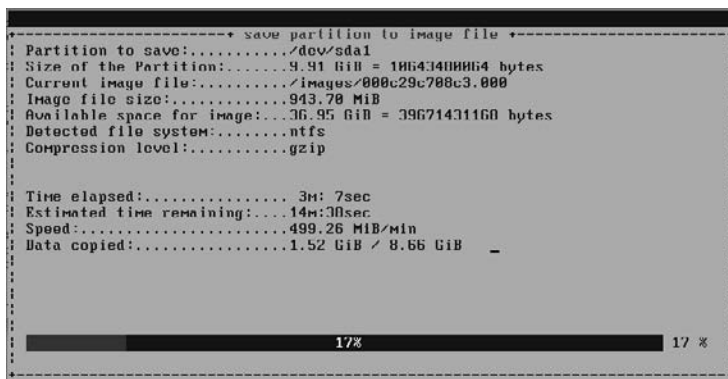 save partition to image file
Partition to save:.........../dev/sda1
Size of the Partition:.......9.91 GiB = 10643480064 bytes
Current image file:........../images/000c29c708c3.000
Image file size:.............943.70 MiB
Available space for image:...36.95 GiB = 39671431168 bytes
Detected file system:........ntfs
Compression level:...........gzip
Time elapsed:................ 3m: 7sec
Estimated time remaining:....14m:38sec
Speed:.......................499.26 MiB/min
Data copied:.................1.52 GiB / 8.66 GiB
17% 17 %